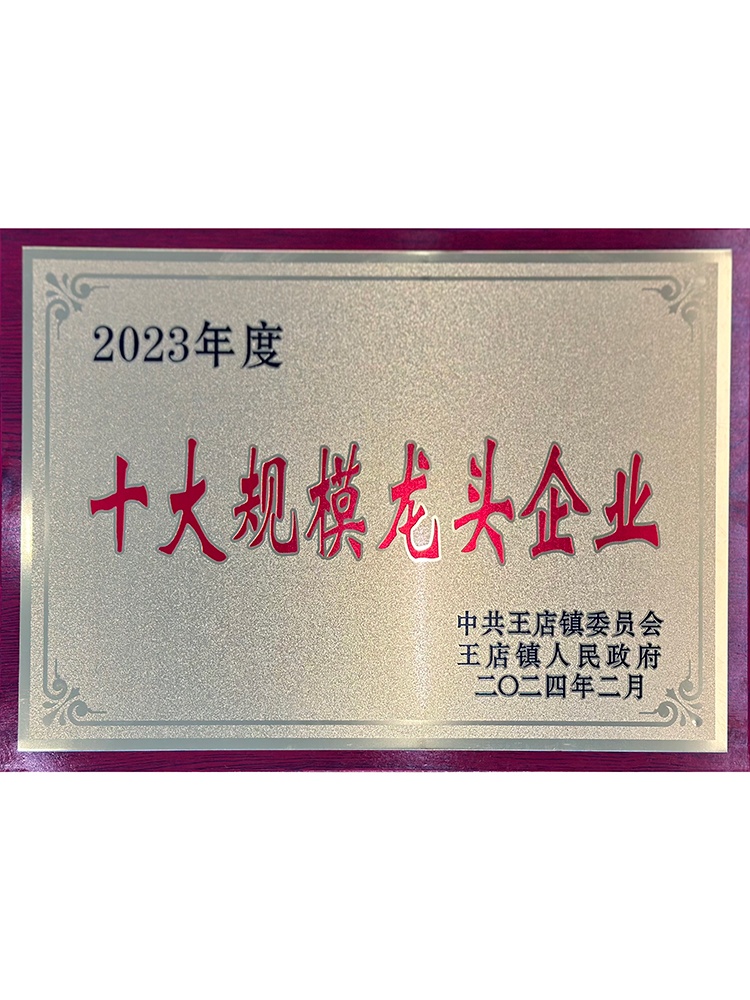 2023年度
十大规模龙头企业
中共王店镇委员会
王店镇人民政府
二〇二四年二月